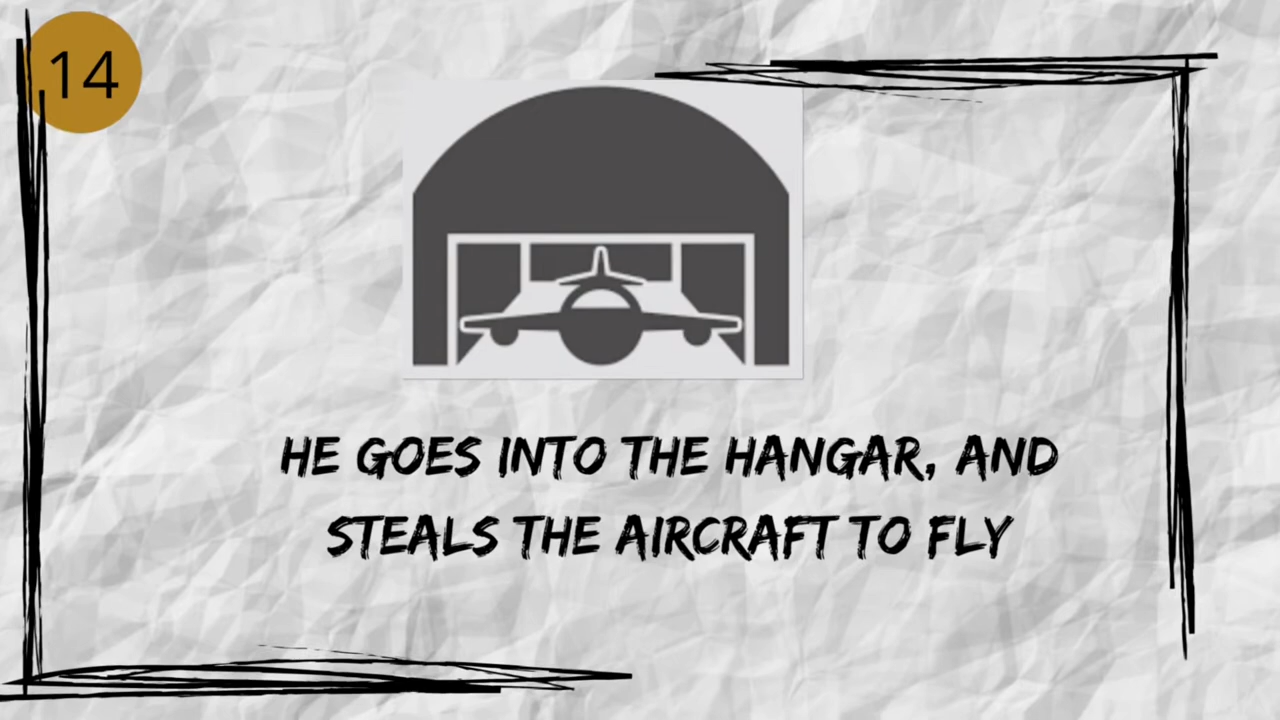 14
HE GOES INTO THE HANGAR, AND
STEALS THE AIRCRAFT TO FLY